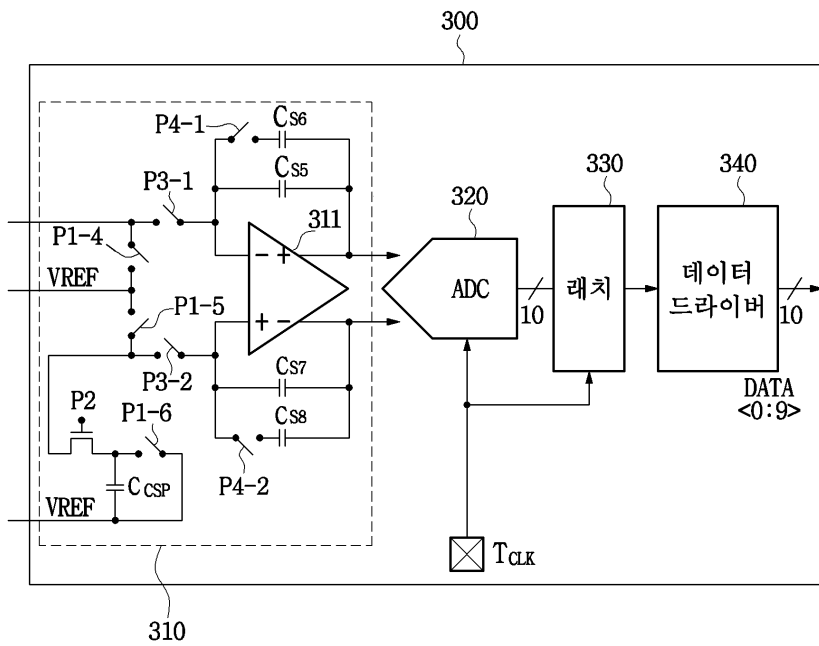 300
P4-1
CS6
CS5
P3-1
311
P1-4
VREF
P1-5
P3-2
CS7
CS8
P4-2
P2
P1-6
CCSP
VREF
310
320
ADC
10
330
래치
340
데이터
드라이버
10
DATA
<0:9>
TCLK